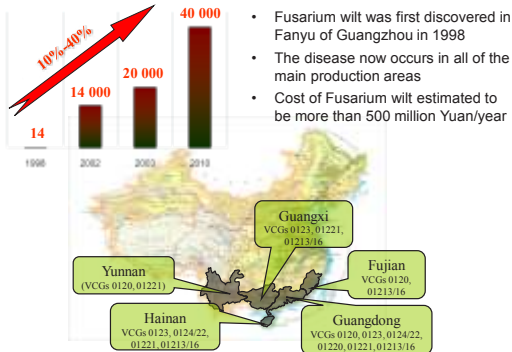 40 000
10%-40%
20 000
14 000
14
1998
2002
2003
2010
• Fusarium wilt was first discovered in
Fanyu of Guangzhou in 1998
• The disease now occurs in all of the
main production areas
• Cost of Fusarium wilt estimated to
be more than 500 million Yuan/year
Guangxi
VCGs 0123, 01221,
01213/16
Yunnan
(VCGs 0120, 01221)
Fujian
VCGs 0120,
01213/16
Hainan
VCGs 0123, 0124/22,
01221, 01213/16
Guangdong
VCGs 0120, 0123, 0124/22,
01220, 01221, 01213/16